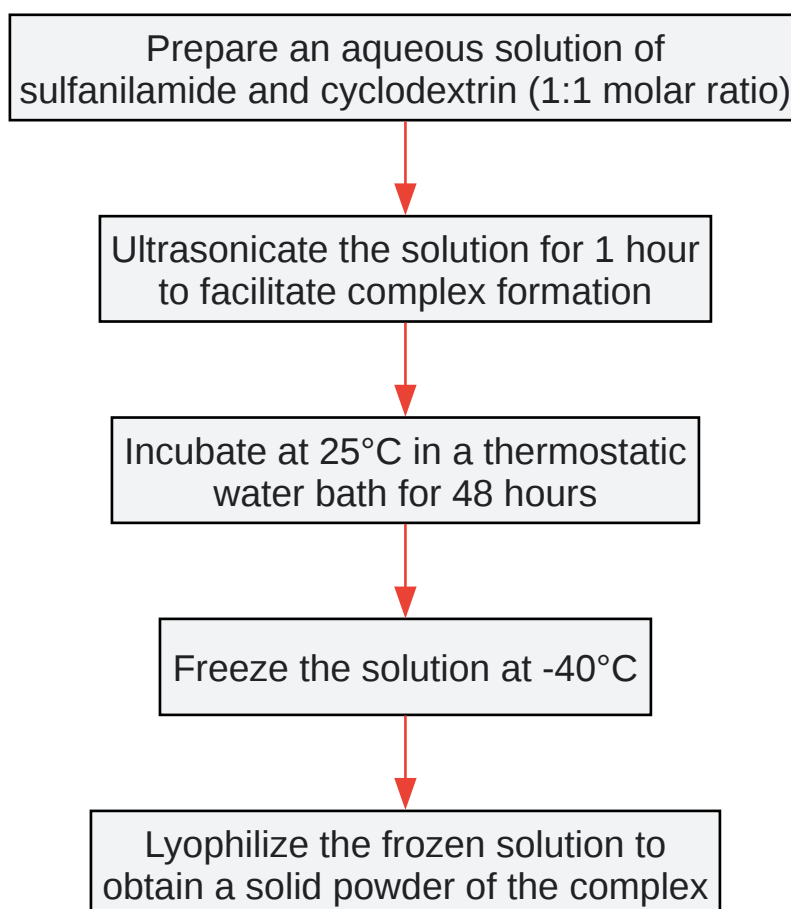 Prepare an aqueous solution of
sulfanilamide and cyclodextrin (1:1 molar ratio)
Ultrasonicate the solution for 1 hour
to facilitate complex formation
Incubate at 25°C in a thermostatic
water bath for 48 hours
Freeze the solution at -40°C
Lyophilize the frozen solution to
obtain a solid powder of the complex